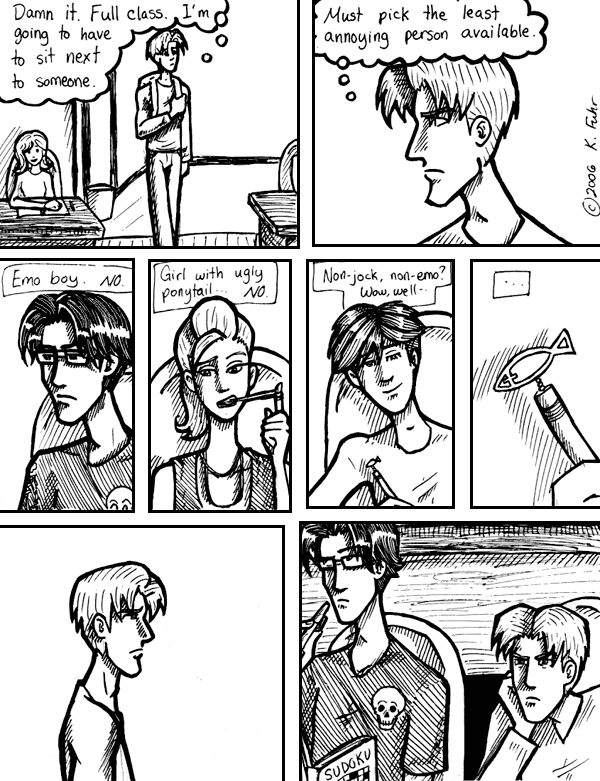 Damn it. Full class. I'm
going to have
to sit next
to someone.
Must pick the least
annoying person available.
©2006 K. Fuhr
Emo boy. NO.
Girl with ugly
ponytail... NO.
Non-jock, non-emo?
Wow, well--
...
SUDOKU